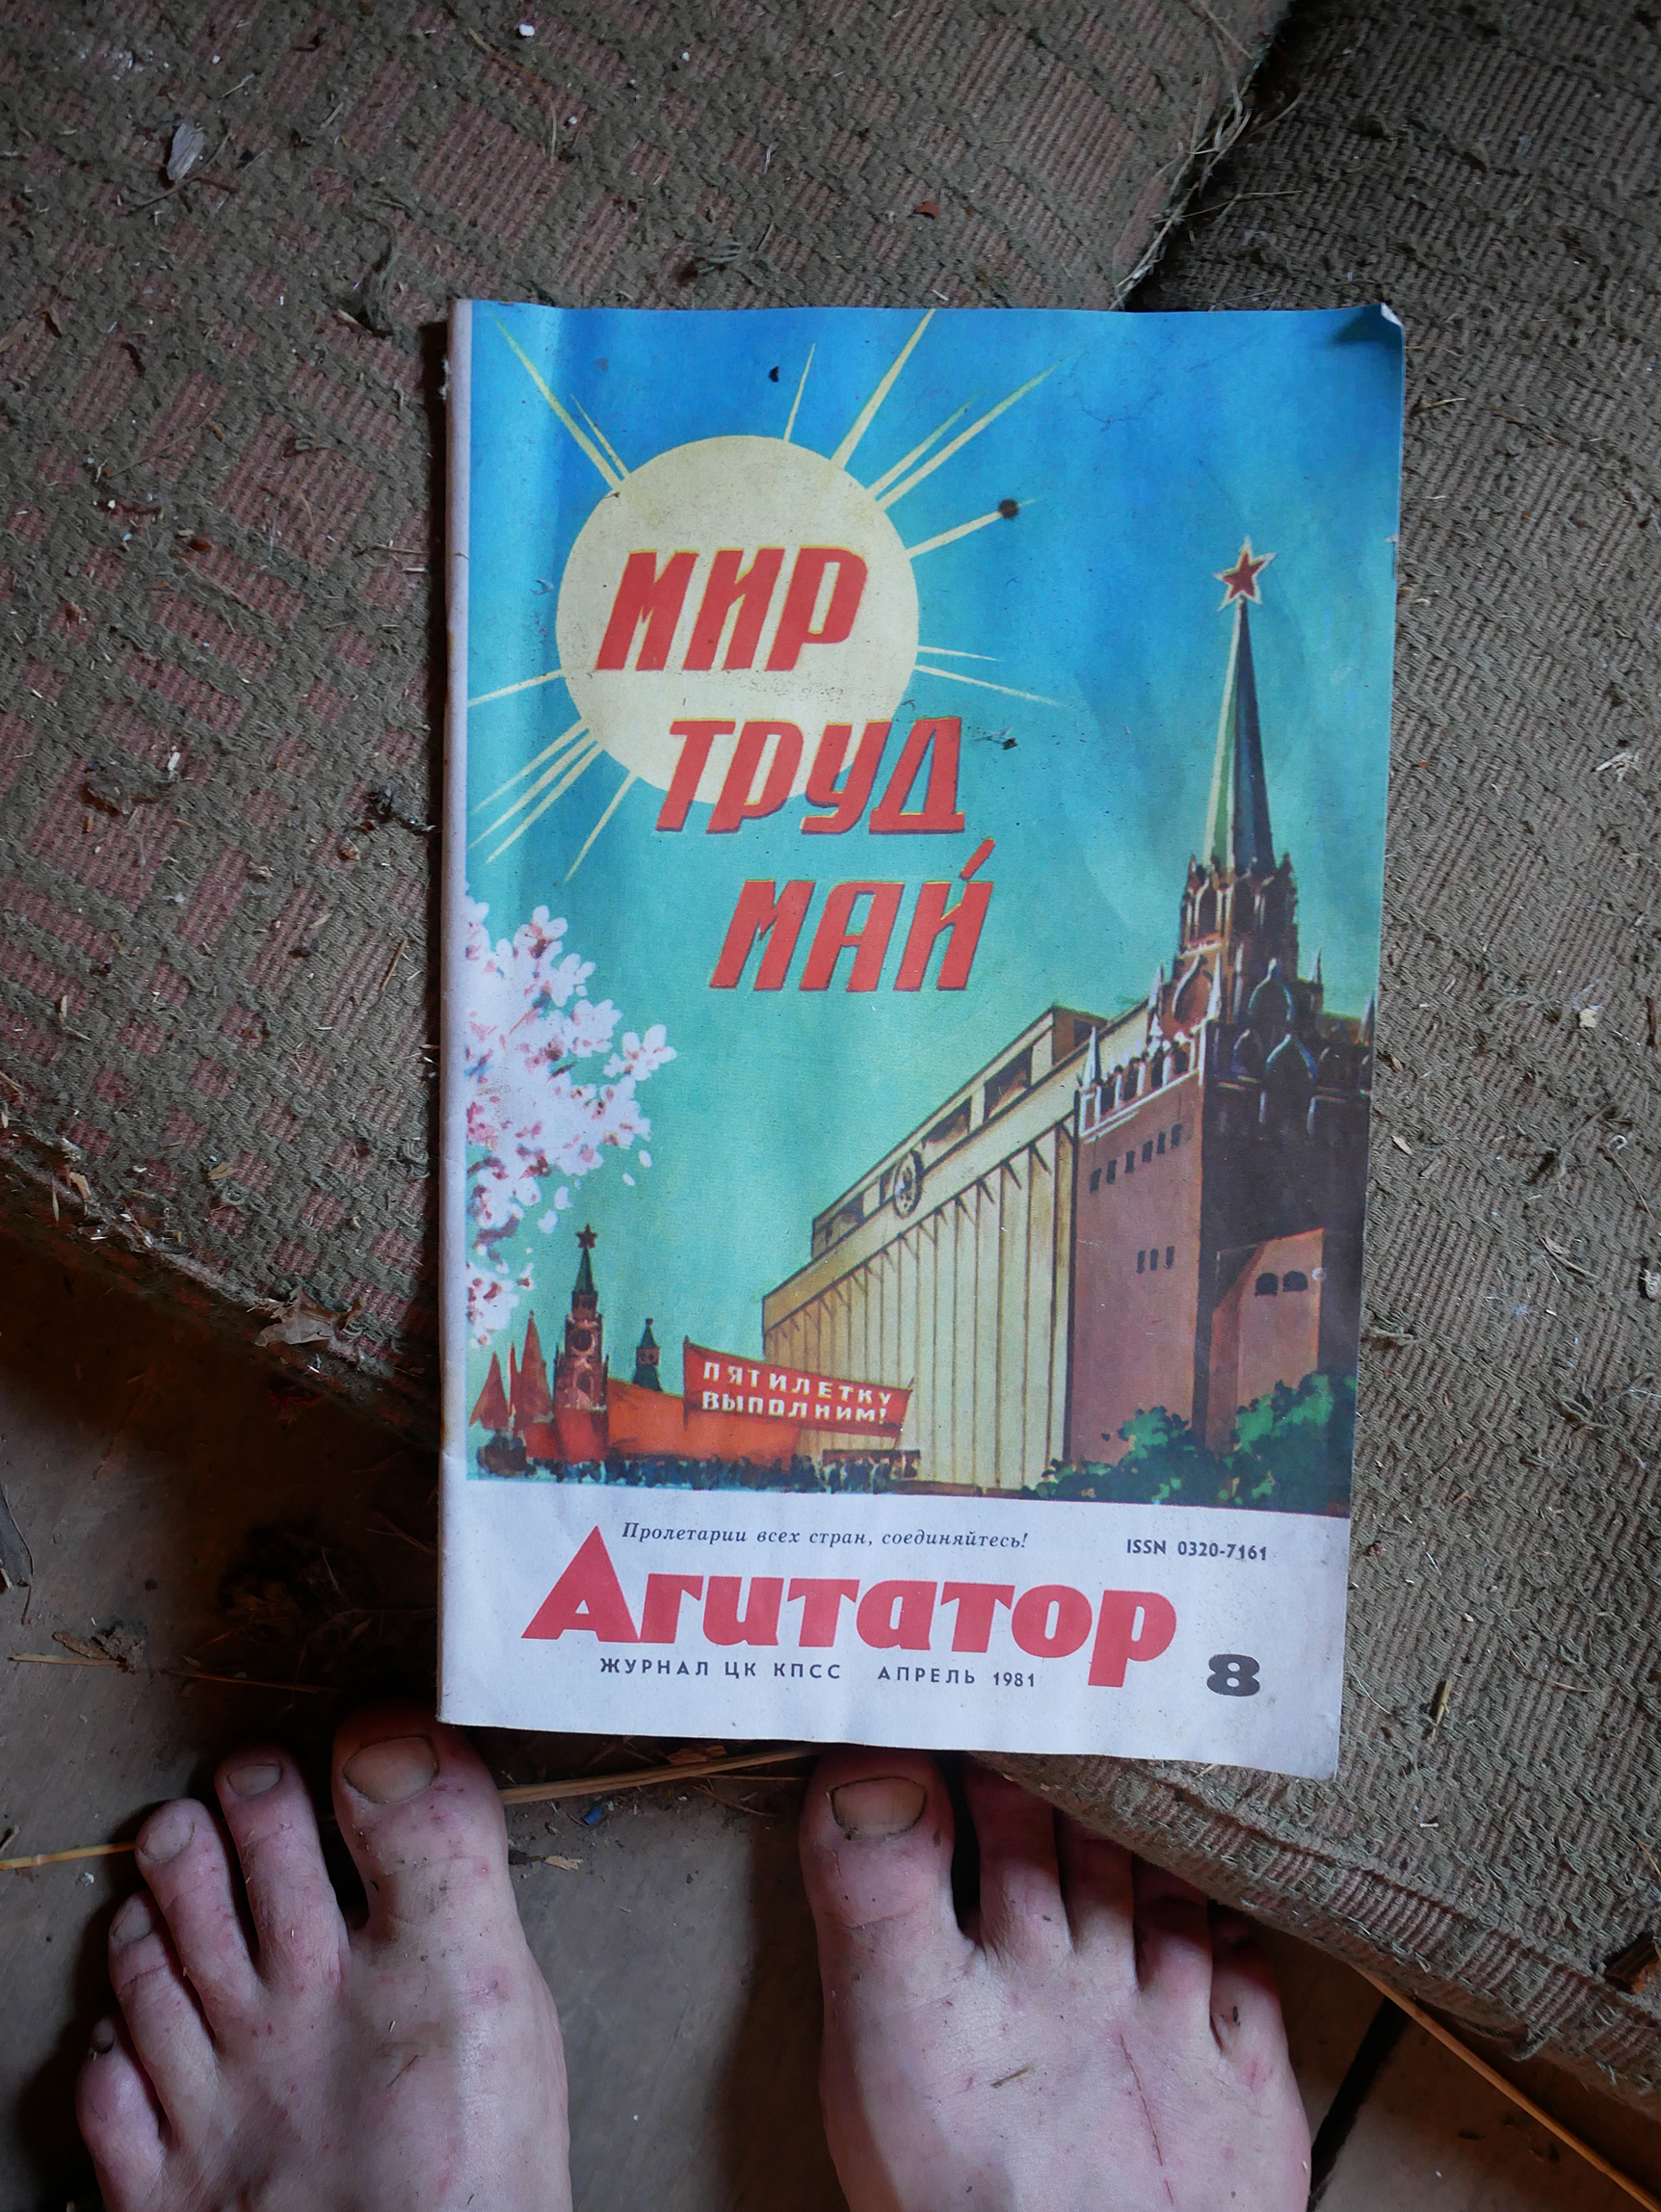 МИР
ТРУД
МАЙ
ПЯТИЛЕТКУ
ВЫПОЛНИМ!
Пролетарии всех стран, соединяйтесь!
ISSN 0320-7161
Агитатор
8
ЖУРНАЛ ЦК КПСС АПРЕЛЬ 1981